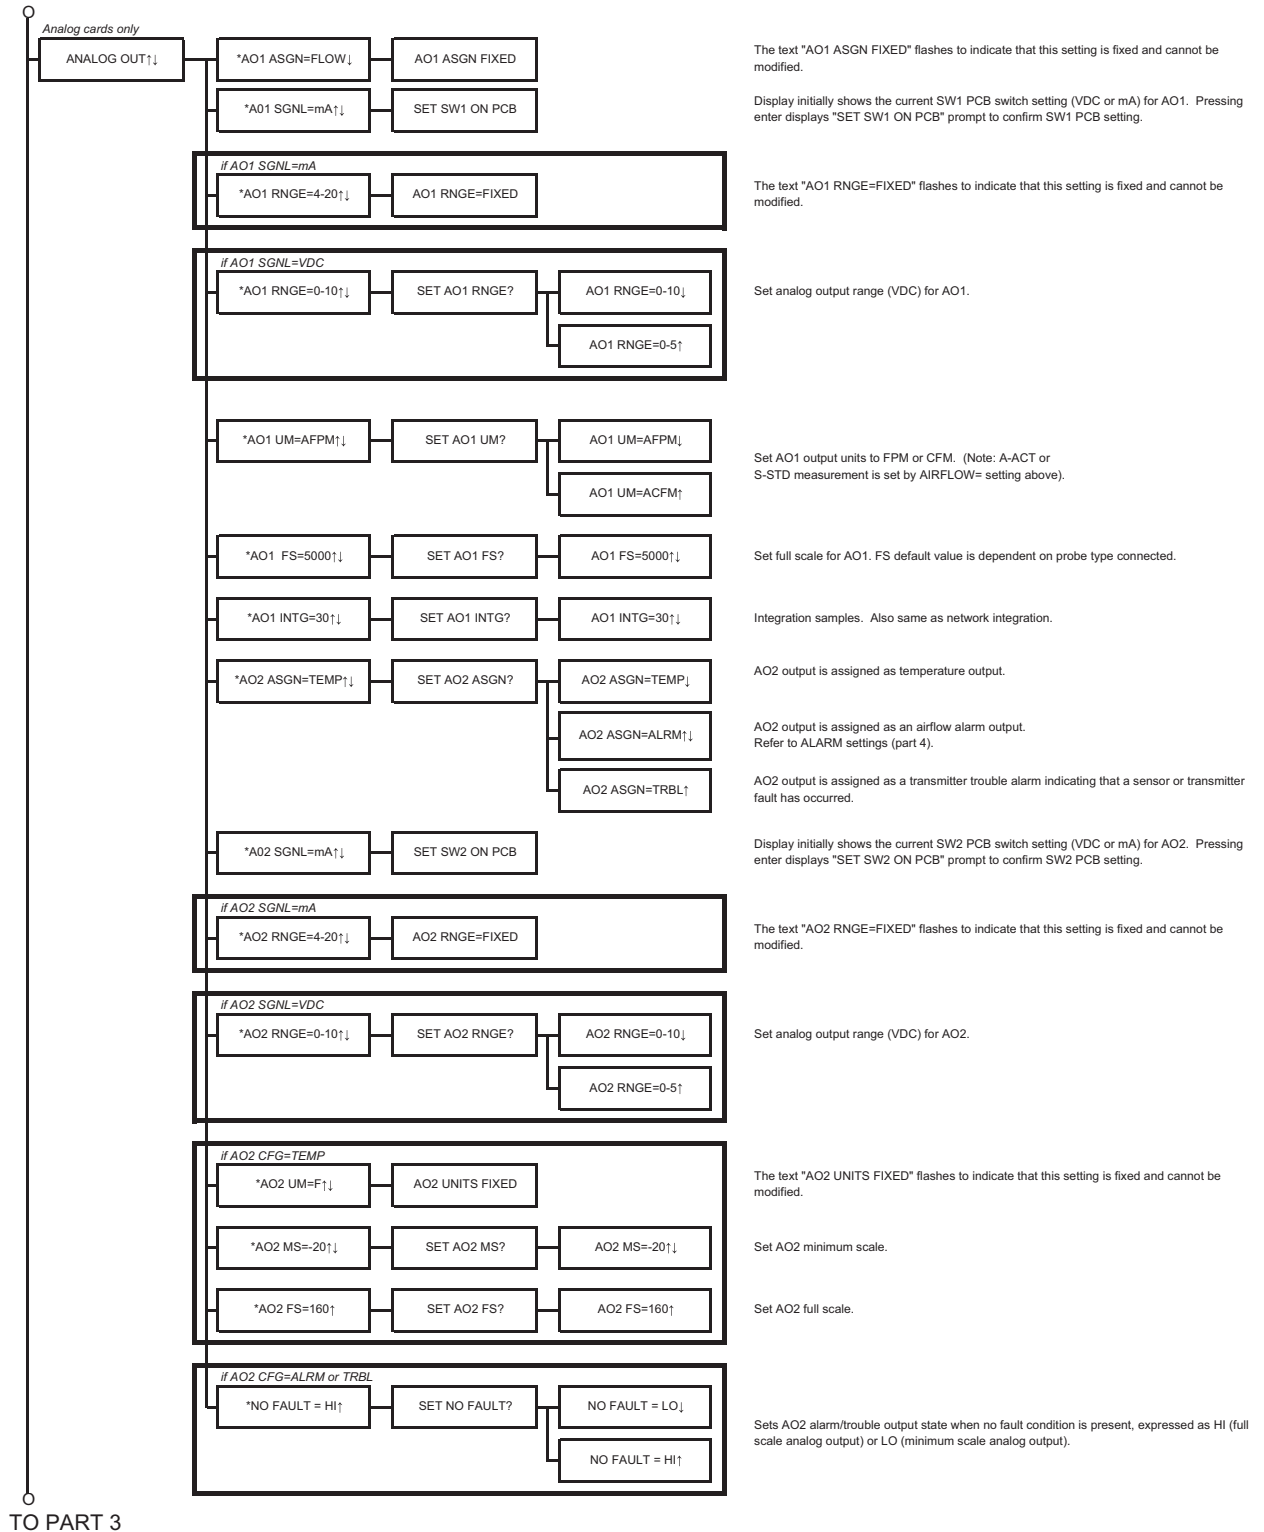 O
Analog cards only
ANALOG OUT↑↓
*AO1 ASGN=FLOW↓
AO1 ASGN FIXED
The text "AO1 ASGN FIXED" flashes to indicate that this setting is fixed and cannot be
modified.
*A01 SGNL=mA↑↓
SET SW1 ON PCB
Display initially shows the current SW1 PCB switch setting (VDC or mA) for AO1. Pressing
enter displays "SET SW1 ON PCB" prompt to confirm SW1 PCB setting.
if AO1 SGNL=mA
*AO1 RNGE=4-20↑↓
AO1 RNGE=FIXED
The text "AO1 RNGE=FIXED" flashes to indicate that this setting is fixed and cannot be
modified.
if AO1 SGNL=VDC
*AO1 RNGE=0-10↑↓
SET AO1 RNGE?
AO1 RNGE=0-10↓
Set analog output range (VDC) for AO1.
AO1 RNGE=0-5↑
*AO1 UM=AFPM↑↓
SET AO1 UM?
AO1 UM=AFPM↓
Set AO1 output units to FPM or CFM. (Note: A-ACT or
S-STD measurement is set by AIRFLOW= setting above).
AO1 UM=ACFM↑
*AO1 FS=5000↑↓
SET AO1 FS?
AO1 FS=5000↑↓
Set full scale for AO1. FS default value is dependent on probe type connected.
*AO1 INTG=30↑↓
SET AO1 INTG?
AO1 INTG=30↑↓
Integration samples. Also same as network integration.
*AO2 ASGN=TEMP↑↓
SET AO2 ASGN?
AO2 ASGN=TEMP↓
AO2 output is assigned as temperature output.
AO2 ASGN=ALRM↑↓
AO2 output is assigned as an airflow alarm output.
Refer to ALARM settings (part 4).
AO2 ASGN=TRBL↑
AO2 output is assigned as a transmitter trouble alarm indicating that a sensor or transmitter
fault has occurred.
*A02 SGNL=mA↑↓
SET SW2 ON PCB
Display initially shows the current SW2 PCB switch setting (VDC or mA) for AO2. Pressing
enter displays "SET SW2 ON PCB" prompt to confirm SW2 PCB setting.
if AO2 SGNL=mA
*AO2 RNGE=4-20↑↓
AO2 RNGE=FIXED
The text "AO2 RNGE=FIXED" flashes to indicate that this setting is fixed and cannot be
modified.
if AO2 SGNL=VDC
*AO2 RNGE=0-10↑↓
SET AO2 RNGE?
AO2 RNGE=0-10↓
Set analog output range (VDC) for AO2.
AO2 RNGE=0-5↑
if AO2 CFG=TEMP
*AO2 UM=F↑↓
AO2 UNITS FIXED
The text "AO2 UNITS FIXED" flashes to indicate that this setting is fixed and cannot be
modified.
*AO2 MS=-20↑↓
SET AO2 MS?
AO2 MS=-20↑↓
Set AO2 minimum scale.
*AO2 FS=160↑
SET AO2 FS?
AO2 FS=160↑
Set AO2 full scale.
if AO2 CFG=ALRM or TRBL
*NO FAULT = HI↑
SET NO FAULT?
NO FAULT = LO↓
Sets AO2 alarm/trouble output state when no fault condition is present, expressed as HI (full
scale analog output) or LO (minimum scale analog output).
NO FAULT = HI↑
O
TO PART 3